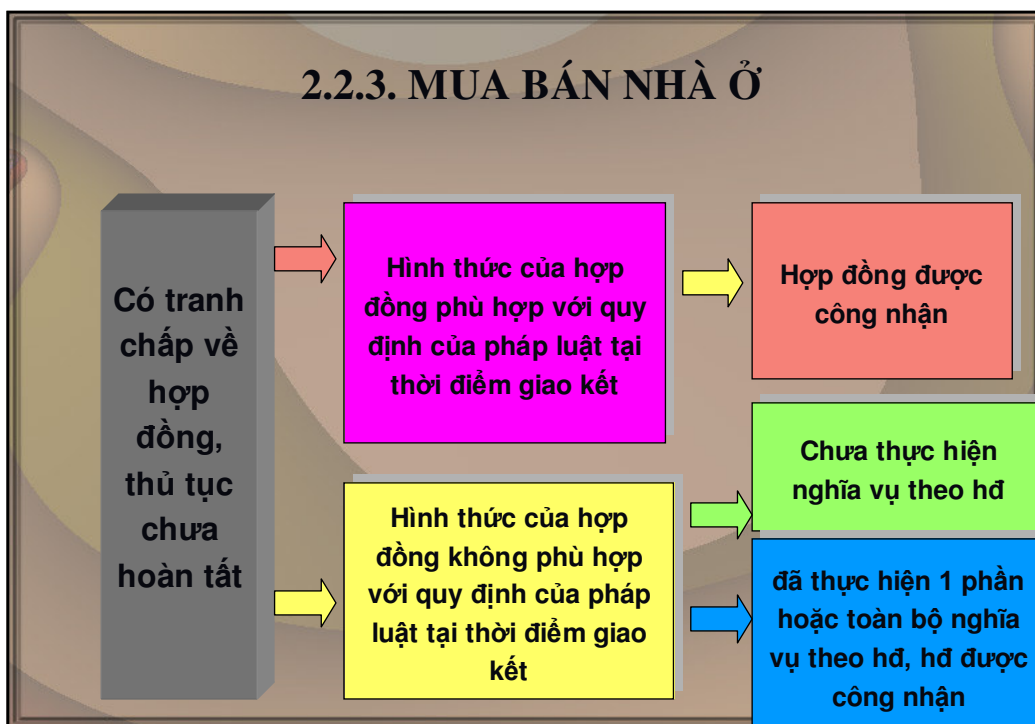 2.2.3. MUA BÁN NHÀ Ở
Có tranh
chấp về
hợp
đồng,
thủ tục
chưa
hoàn tất
Hình thức của hợp
đồng phù hợp với quy
định của pháp luật tại
thời điểm giao kết
Hợp đồng được
công nhận
Hình thức của hợp
đồng không phù hợp
với quy định của pháp
luật tại thời điểm giao
kết
Chưa thực hiện
nghĩa vụ theo hđ
đã thực hiện 1 phần
hoặc toàn bộ nghĩa
vụ theo hđ, hđ được
công nhận